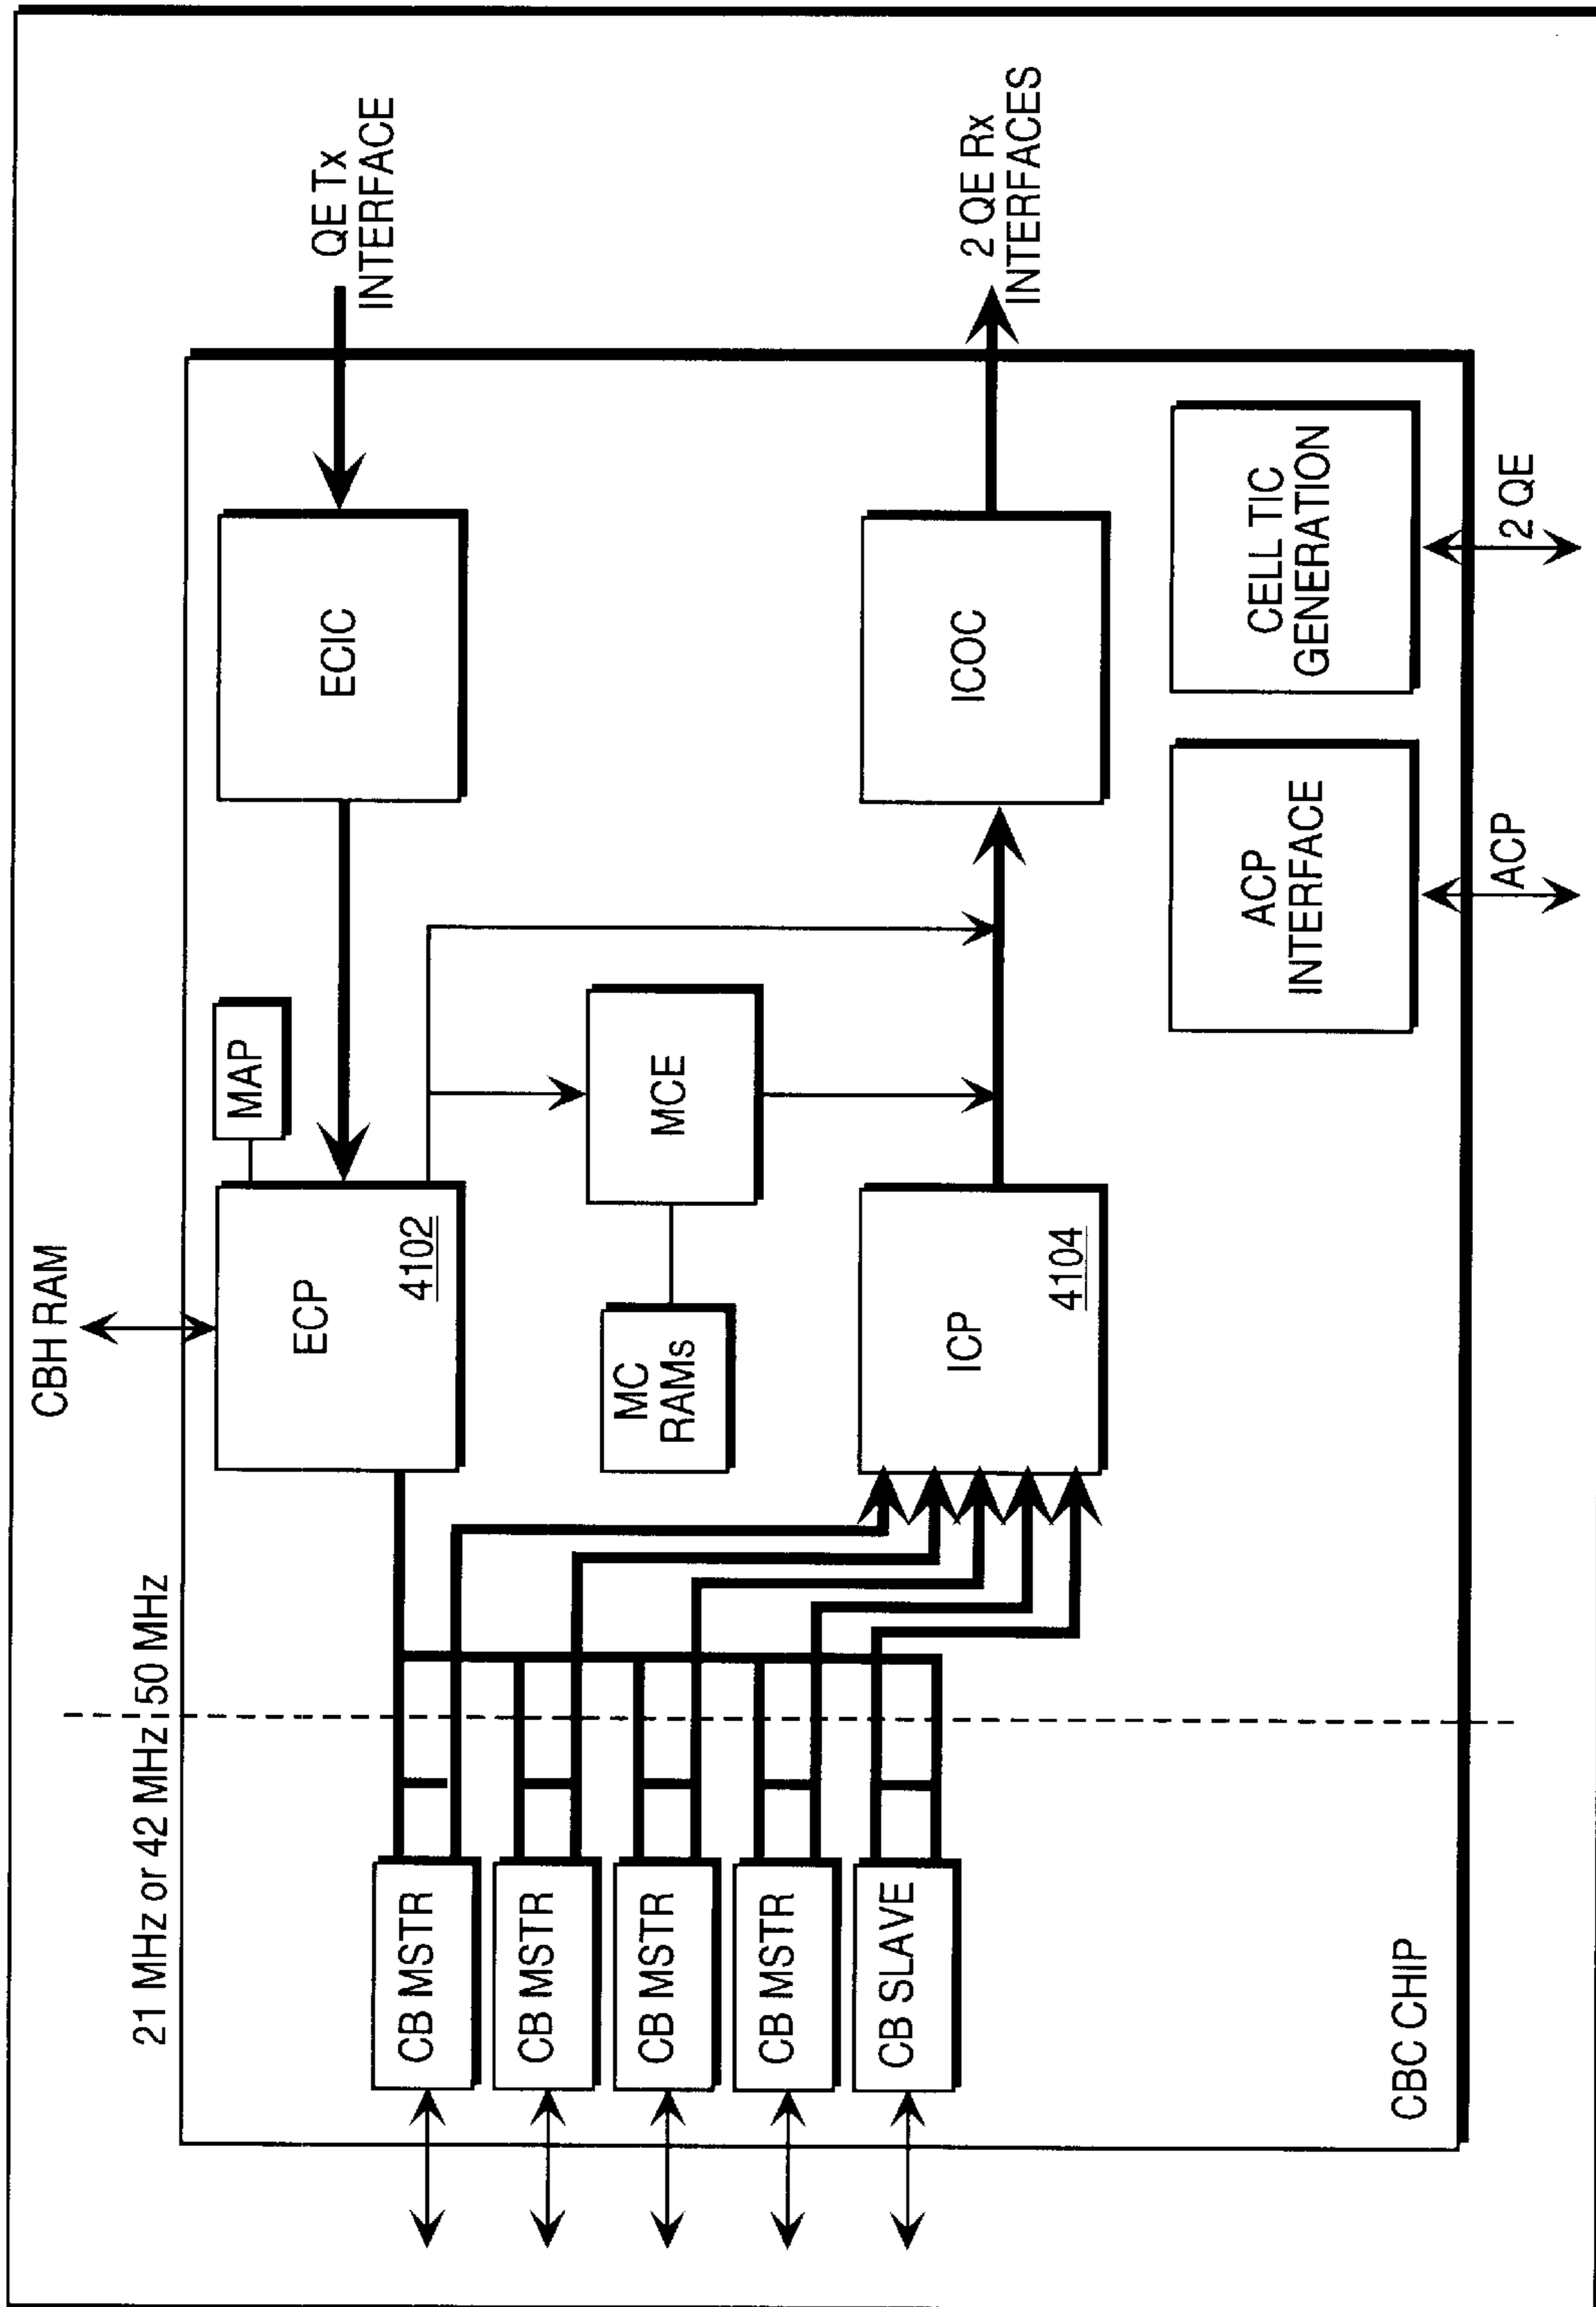 CBH RAM
21 MHz or 42 MHz
50 MHz
QE Tx
INTERFACE
MAP
ECP
4102
ECIC
CB MSTR
CB MSTR
CB MSTR
CB MSTR
CB SLAVE
MC
RAMs
MCE
ICP
4104
ICOC
2 QE Rx
INTERFACES
ACP
INTERFACE
CELL TIC
GENERATION
CBC CHIP
ACP
2 QE